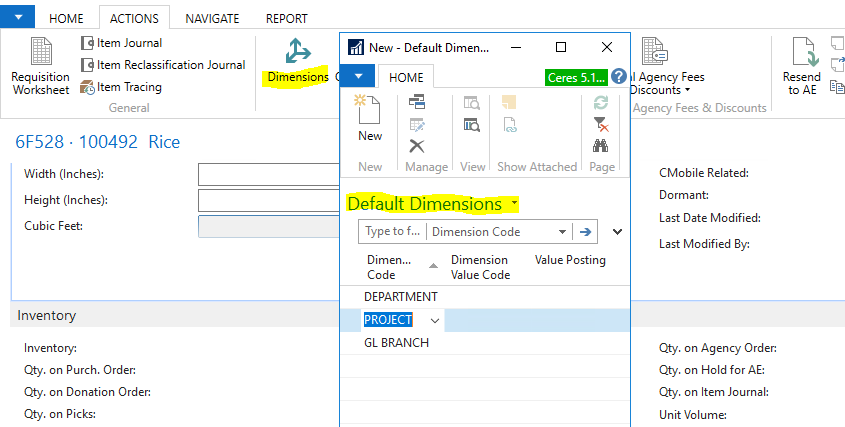 HOME ACTIONS NAVIGATE REPORT
Requisition
Worksheet
Item Journal
Item Reclassification Journal
Item Tracing
General
Dimensions
Agency Fees
Discounts
Agency Fees & Discounts
Resend
to AE
New - Default Dimen...
HOME
Ceres 5.1...
New
New
Manage
View
Show Attached
Page
Default Dimensions
Type to f... Dimension Code
Dimen...
Code
Dimension
Value Code
Value Posting
DEPARTMENT
PROJECT
GL BRANCH
6F528 · 100492 Rice
Width (Inches):
Height (Inches):
Cubic Feet:
CMobile Related:
Dormant:
Last Date Modified:
Last Modified By:
Inventory
Inventory:
Qty. on Purch. Order:
Qty. on Donation Order:
Qty. on Picks:
Qty. on Agency Order:
Qty. on Hold for AE:
Qty. on Item Journal:
Unit Volume: